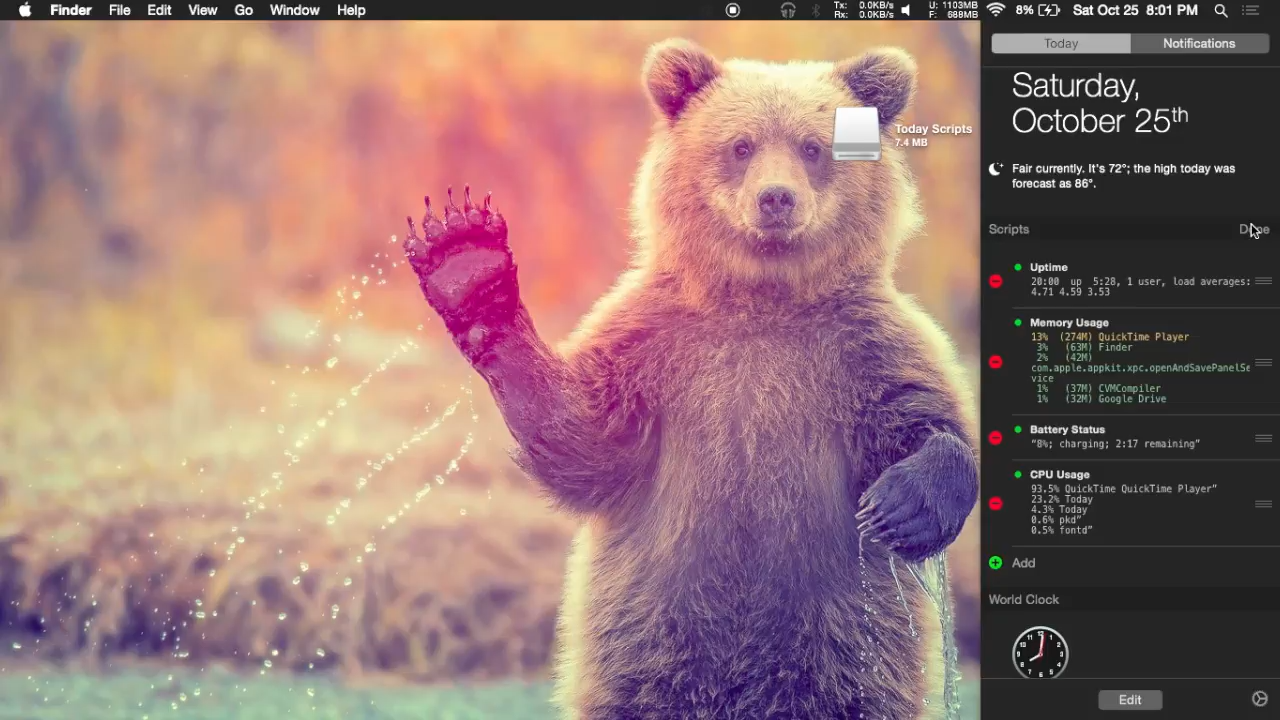 Finder File Edit View Go Window Help
Tx: 0.0KB/s
Rx: 0.0KB/s
U: 1103MB
F: 689MB
8% Sat Oct 25 8:01 PM
Today Notifications
Saturday,
October 25th
Today Scripts
7.4 MB
Fair currently. It's 72°; the high today was
forecast as 86°.
Scripts
Uptime
20:00 up 5:28, 1 user, load averages:
4.71 4.59 3.53
Memory Usage
13% (274M) QuickTime Player
3% (63M) Finder
2% (42M)
com.apple.appkit.xpc.openAndSavePanelSe
vice
1% (37M) CVMCompiler
1% (32M) Google Drive
Battery Status
“8%; charging; 2:17 remaining”
CPU Usage
93.5% QuickTime QuickTime Player”
23.2% Today
4.3% Today
0.6% pkd”
0.5% fontd”
Add
World Clock
Edit